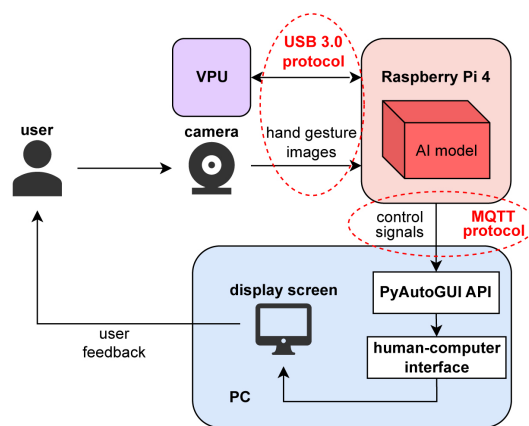 USB 3.0
protocol
VPU
Raspberry Pi 4
user
camera
hand gesture
images
AI model
control
signals
MQTT
protocol
display screen
PyAutoGUI API
user
feedback
human-computer
interface
PC